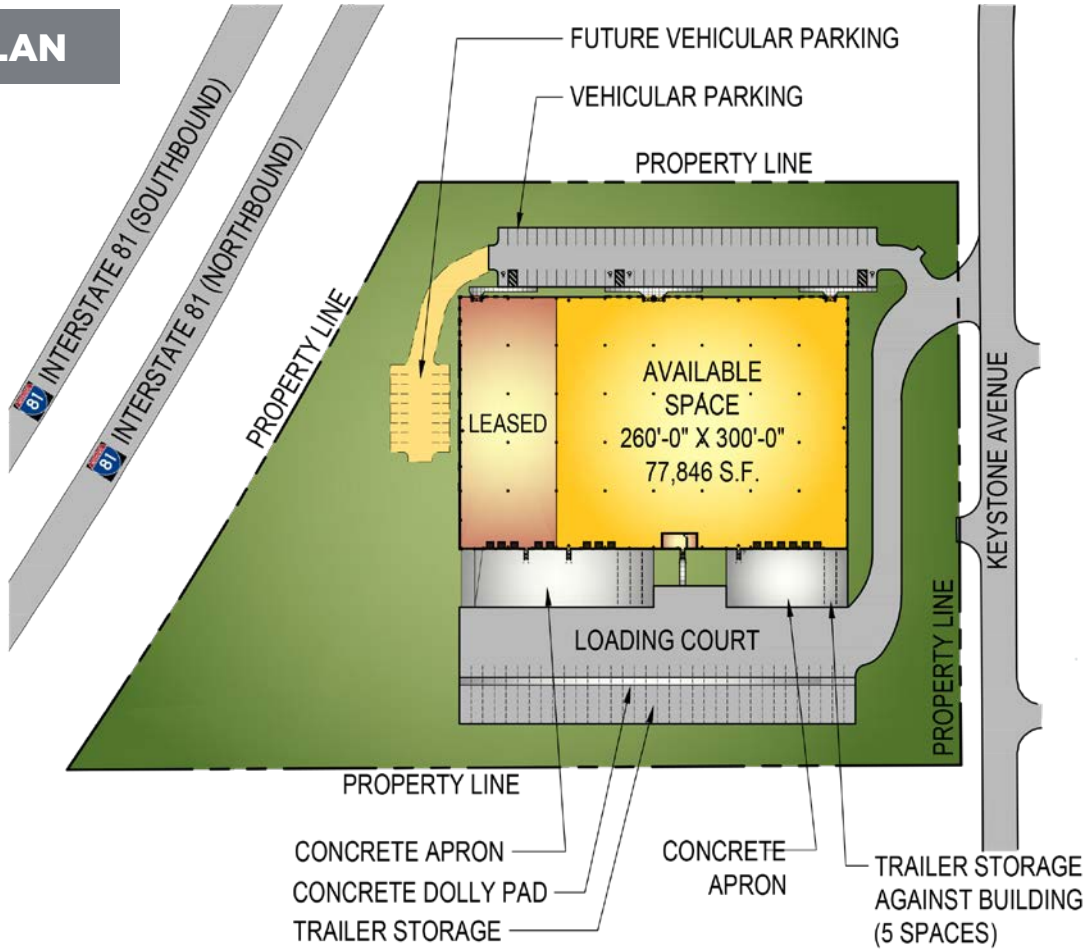 LAN
FUTURE VEHICULAR PARKING
VEHICULAR PARKING
PROPERTY LINE
INTERSTATE 81 (SOUTHBOUND)
81
INTERSTATE 81 (NORTHBOUND)
81
PROPERTY LINE
LEASED
AVAILABLE
SPACE
260'-0" X 300'-0"
77,846 S.F.
KEYSTONE AVENUE
PROPERTY LINE
LOADING COURT
PROPERTY LINE
CONCRETE APRON
CONCRETE DOLLY PAD
TRAILER STORAGE
CONCRETE
APRON
TRAILER STORAGE
AGAINST BUILDING
(5 SPACES)